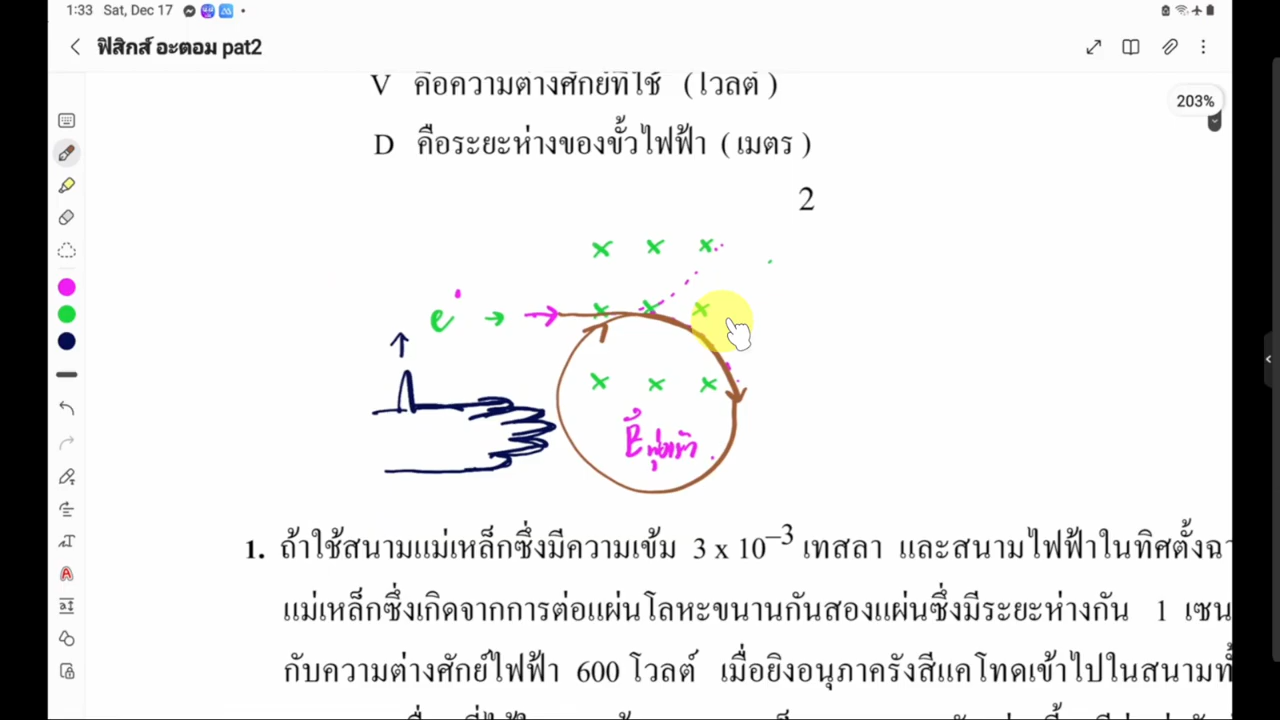 1:33 Sat, Dec 17
ฟิสิกส์ อะตอม pat2
203%
V คือความต่างศักย์ที่ใช้ (โวลต์)
D คือระยะห่างของขั้วไฟฟ้า ( เมตร )
2
× × ×
e → → × × ×
× × ×
พุ่งเข้า
1. ถ้าใช้สนามแม่เหล็กซึ่งมีความเข้ม 3 x 10⁻³ เทสลา และสนามไฟฟ้าในทิศตั้งฉา
แม่เหล็กซึ่งเกิดจากการต่อแผ่นโลหะขนานกันสองแผ่นซึ่งมีระยะห่างกัน 1 เซน
กับความต่างศักย์ไฟฟ้า 600 โวลต์ เมื่อยิงอนุภาครังสีแคโทดเข้าไปในสนามทั้